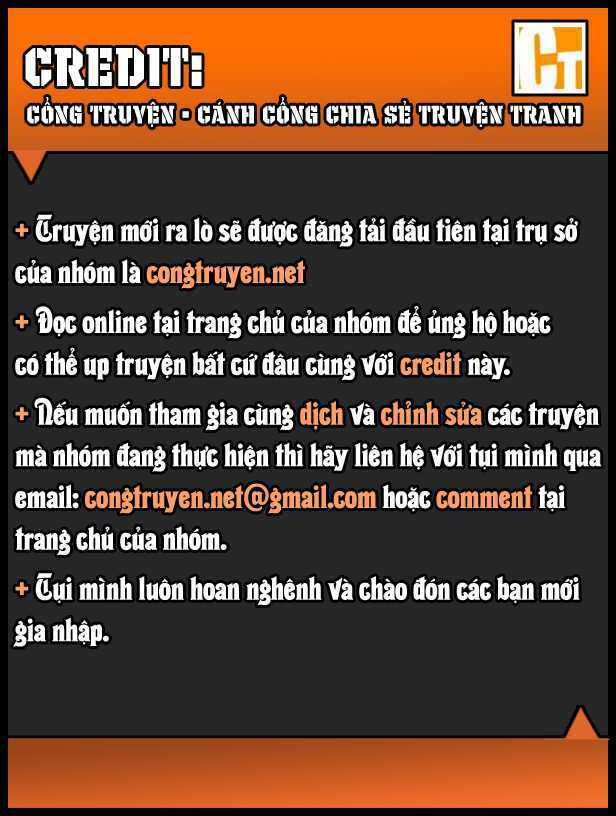 CREDIT:
CT
CỔNG TRUYỆN - CÁNH CỔNG CHIA SẺ TRUYỆN TRANH
+ Truyện mới ra lò sẽ được đăng tải đầu tiên tại trụ sở
của nhóm là congtruyen.net
+ Đọc online tại trang chủ của nhóm để ủng hộ hoặc
có thể up truyện bất cứ đâu cùng với credit này.
+ Nếu muốn tham gia cùng dịch và chỉnh sửa các truyện
mà nhóm đang thực hiện thì hãy liên hệ với tụi mình qua
email: congtruyen.net@gmail.com hoặc comment tại
trang chủ của nhóm.
+ Tụi mình luôn hoan nghênh và chào đón các bạn mới
gia nhập.